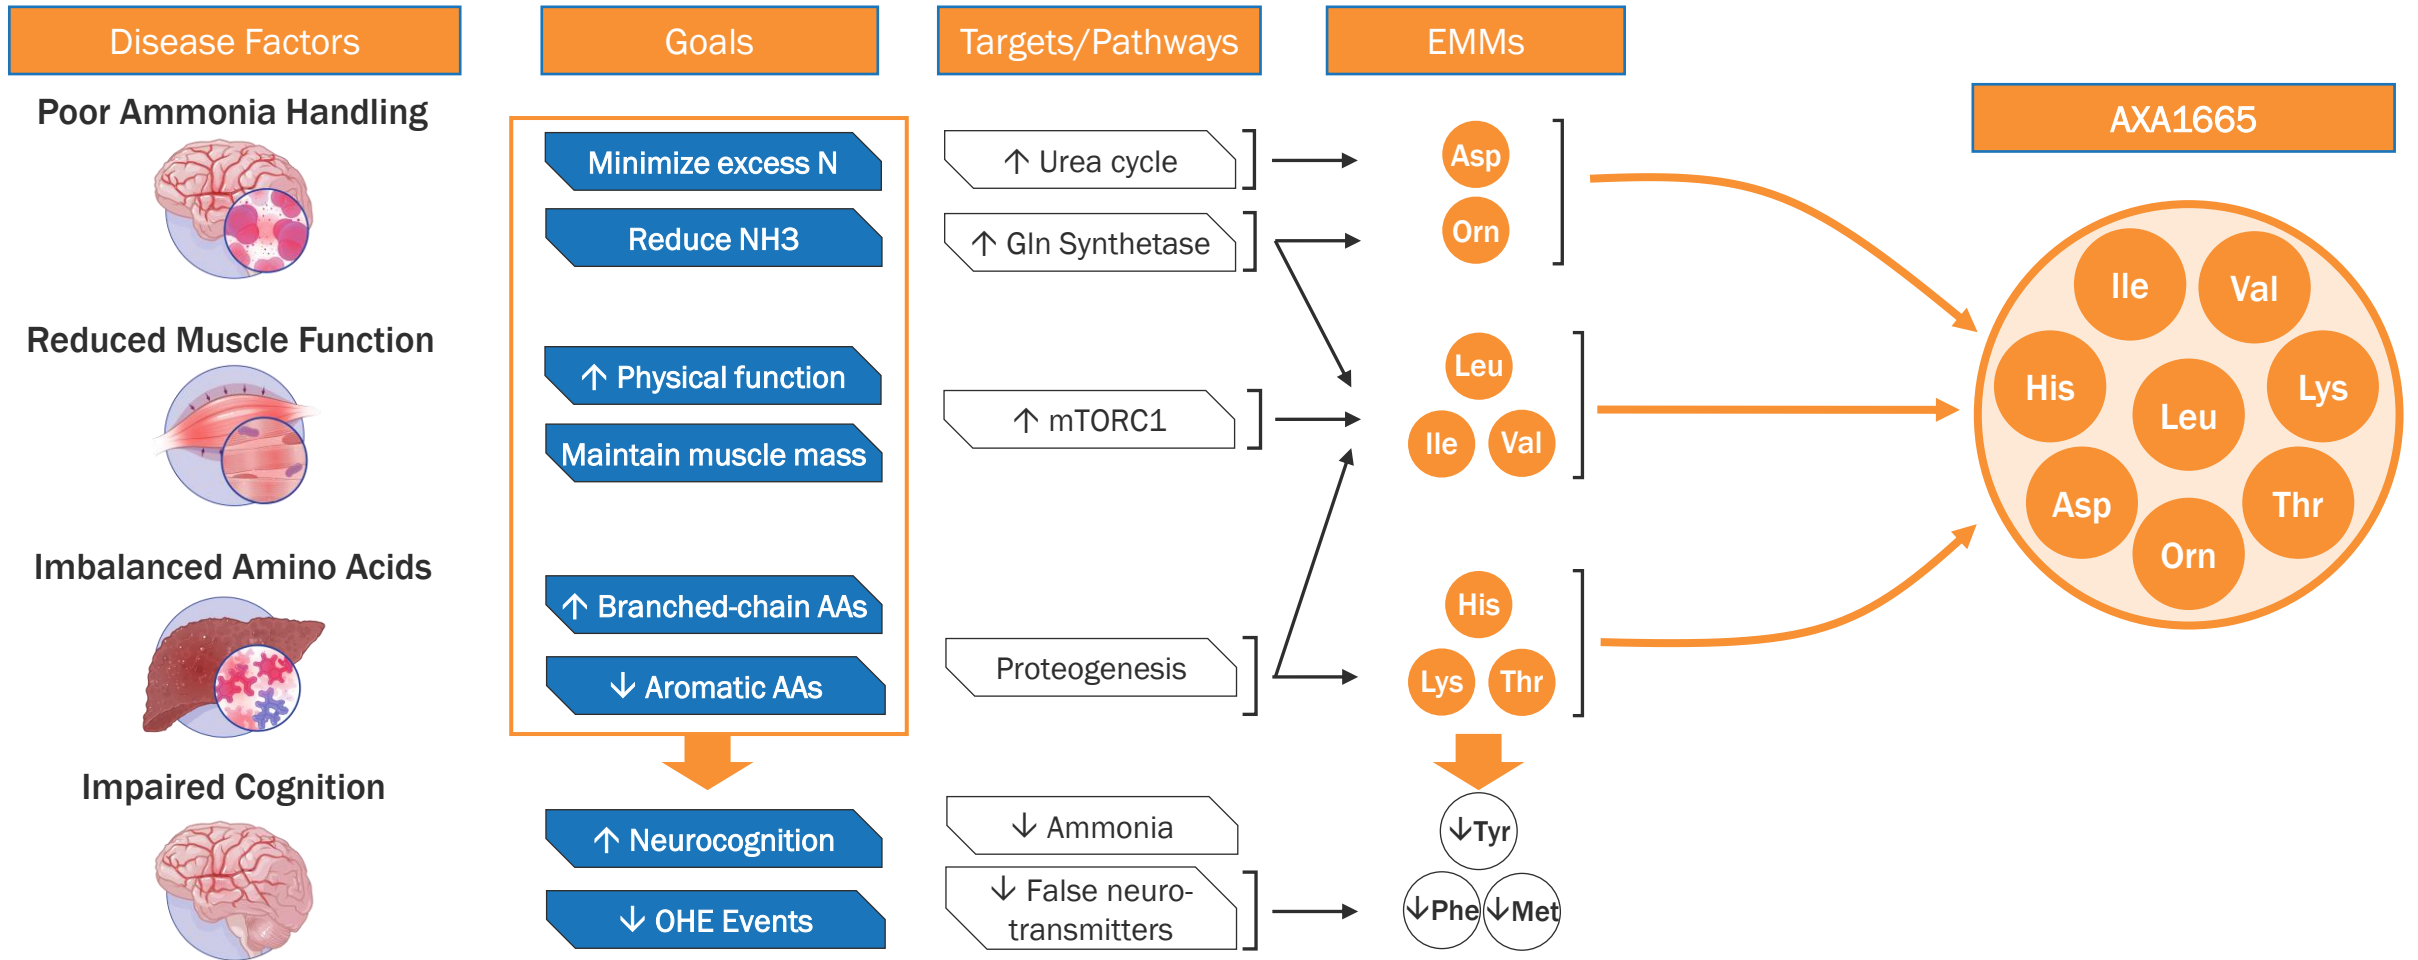 Disease Factors
Goals
Targets/Pathways
EMMs
AXA1665
Poor Ammonia Handling
Minimize excess N
Reduce NH3
↑ Urea cycle
↑ Gln Synthetase
Asp
Orn
Reduced Muscle Function
↑ Physical function
Maintain muscle mass
↑ mTORC1
Leu
Ile
Val
Imbalanced Amino Acids
↑ Branched-chain AAs
↓ Aromatic AAs
Proteogenesis
His
Lys
Thr
Impaired Cognition
↑ Neurocognition
↓ OHE Events
↓ Ammonia
↓ False neuro-
transmitters
↓Tyr
↓Phe
↓Met
Ile
Val
His
Leu
Lys
Asp
Orn
Thr